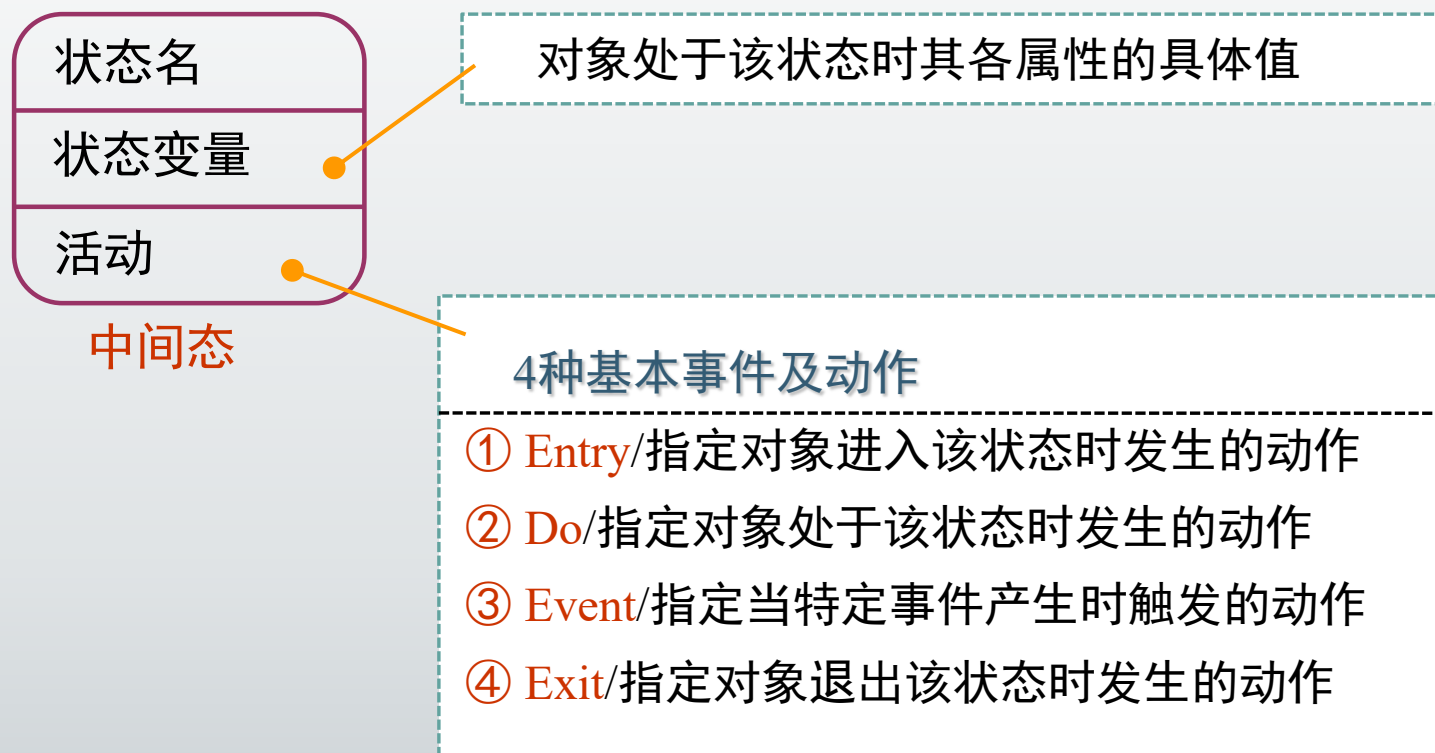 状态名
对象处于该状态时其各属性的具体值
状态变量
活动
中间态
4种基本事件及动作
① Entry/指定对象进入该状态时发生的动作
② Do/指定对象处于该状态时发生的动作
③ Event/指定当特定事件产生时触发的动作
④ Exit/指定对象退出该状态时发生的动作